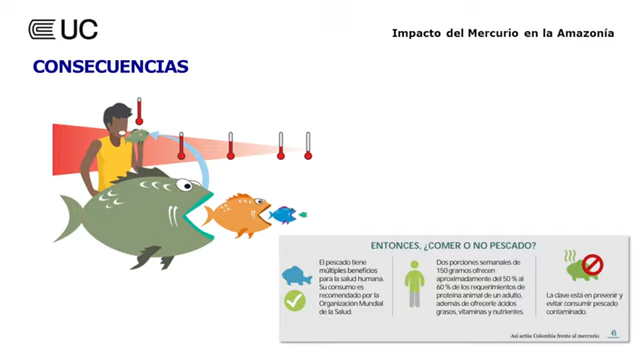 UC
Impacto del Mercurio en la Amazonía
CONSECUENCIAS
ENTONCES, ¿COMER O NO PESCADO?
El pescado tiene
múltiples beneficios
para la salud humana.
Su consumo es
recomendado por la
Organización Mundial
de la Salud.
Dos porciones semanales de
150 gramos ofrecen
aproximadamente del 50 % al
60 % de los requerimientos de
proteína animal de un adulto,
además de ofrecerle ácidos
grasos, vitaminas y nutrientes.
La clave está en prevenir y
evitar consumir pescado
contaminado.
Así actúa Colombia frente al mercurio
45